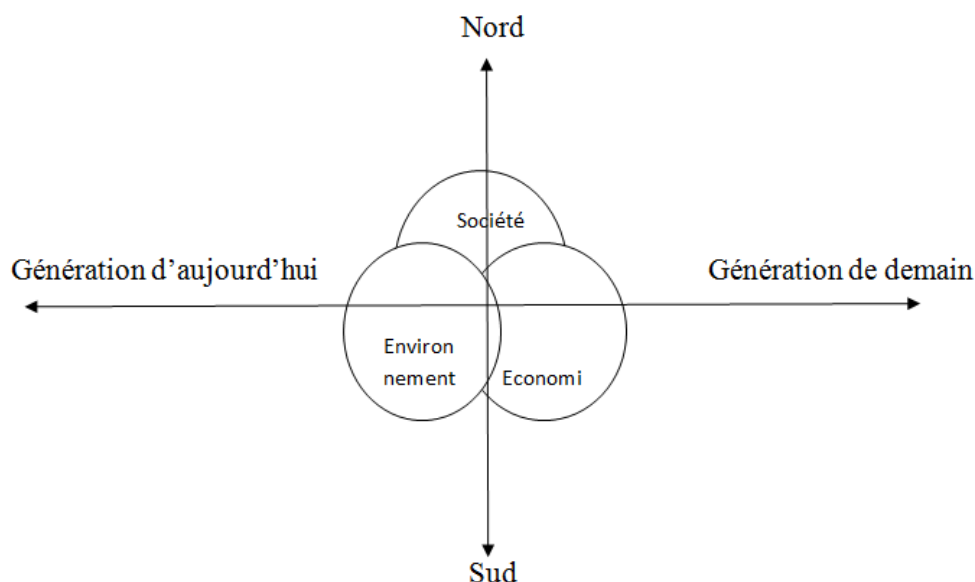 Nord
Société
Génération d'aujourd'hui
Génération de demain
Environ
nement
Economi
Sud